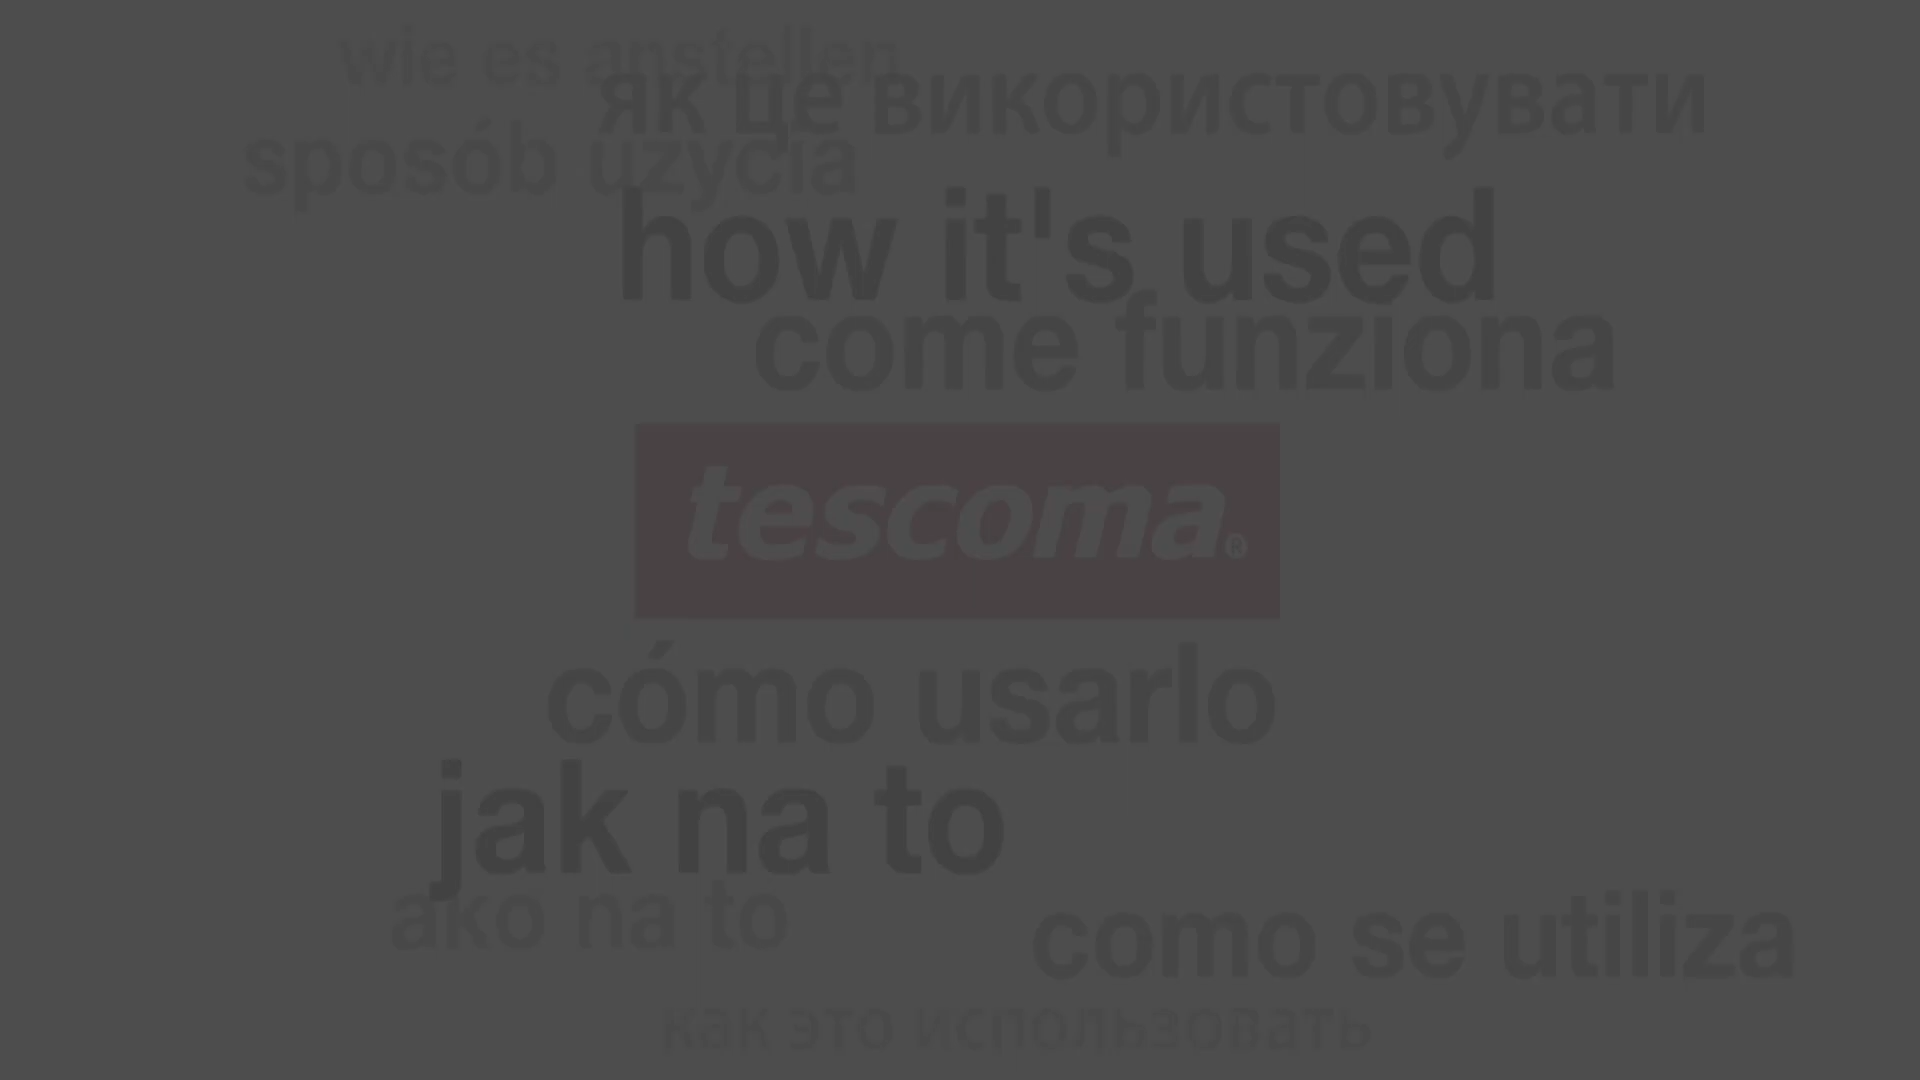 wie es anstellen
як це використовувати
sposób użycia
how it's used
come funziona
tescoma®
cómo usarlo
jak na to
ako na to
como se utiliza
как это использовать